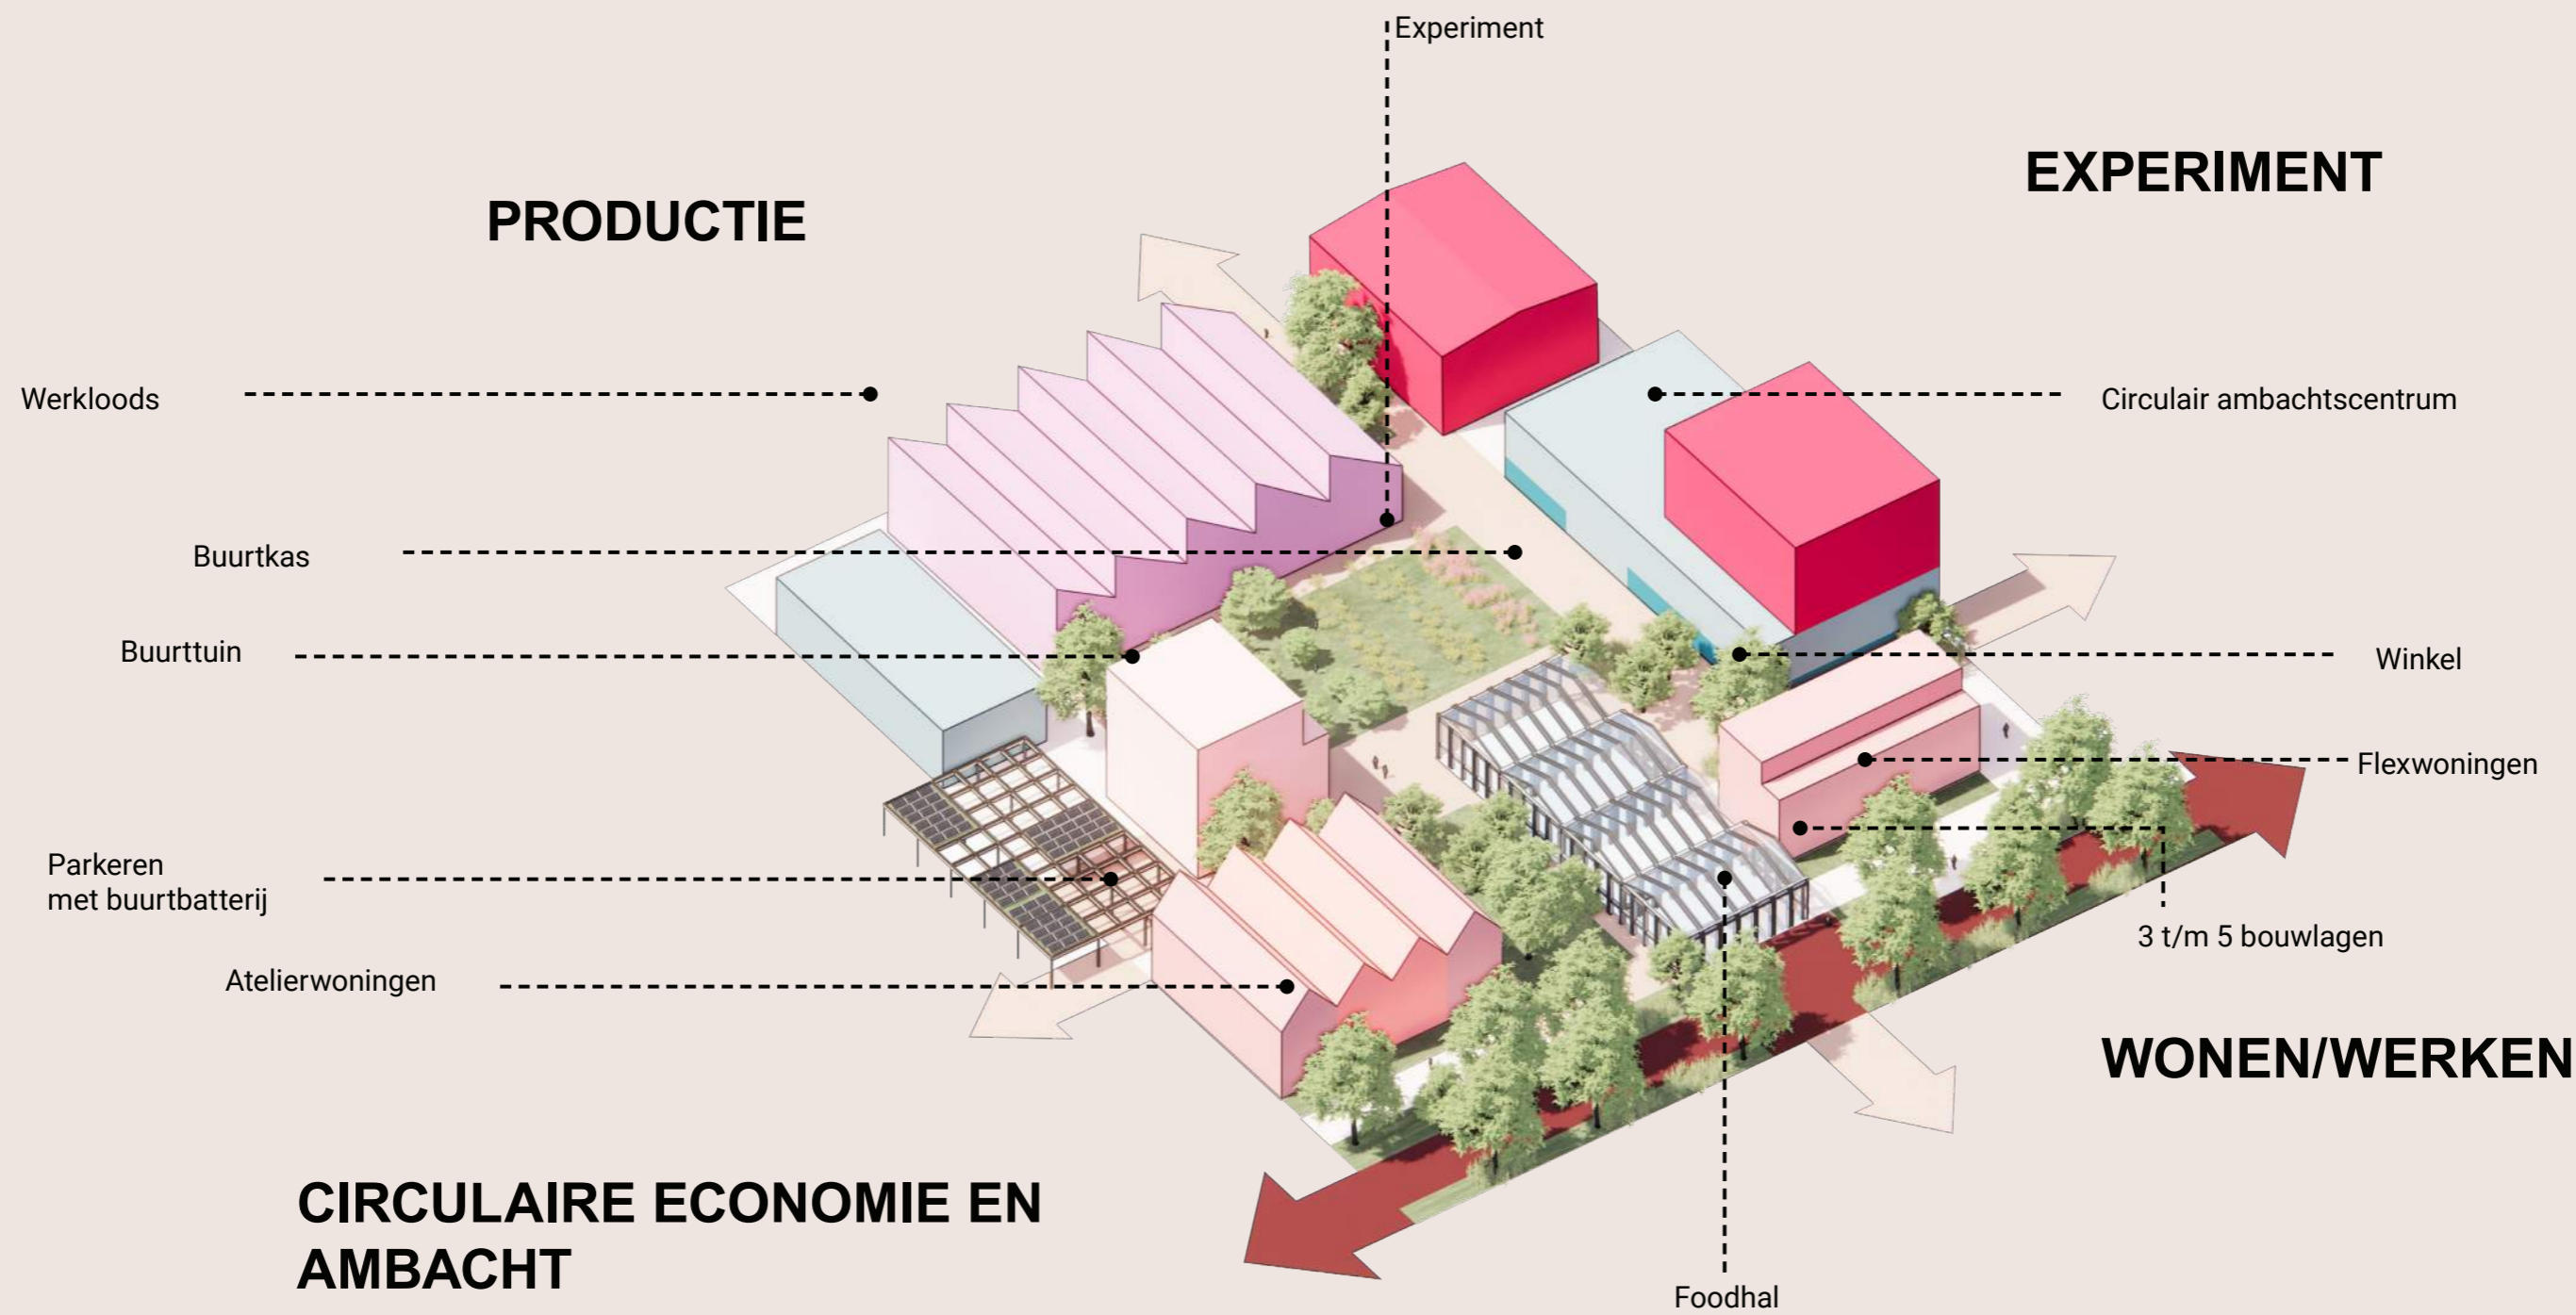 Experiment
EXPERIMENT
PRODUCTIE
Werkloods
Circulair ambachtscentrum
Buurtkas
Buurttuin
Winkel
Flexwoningen
Parkeren
met buurtbatterij
3 t/m 5 bouwlagen
Atelierwoningen
WONEN/WERKEN
CIRCULAIRE ECONOMIE EN
AMBACHT
Foodhal